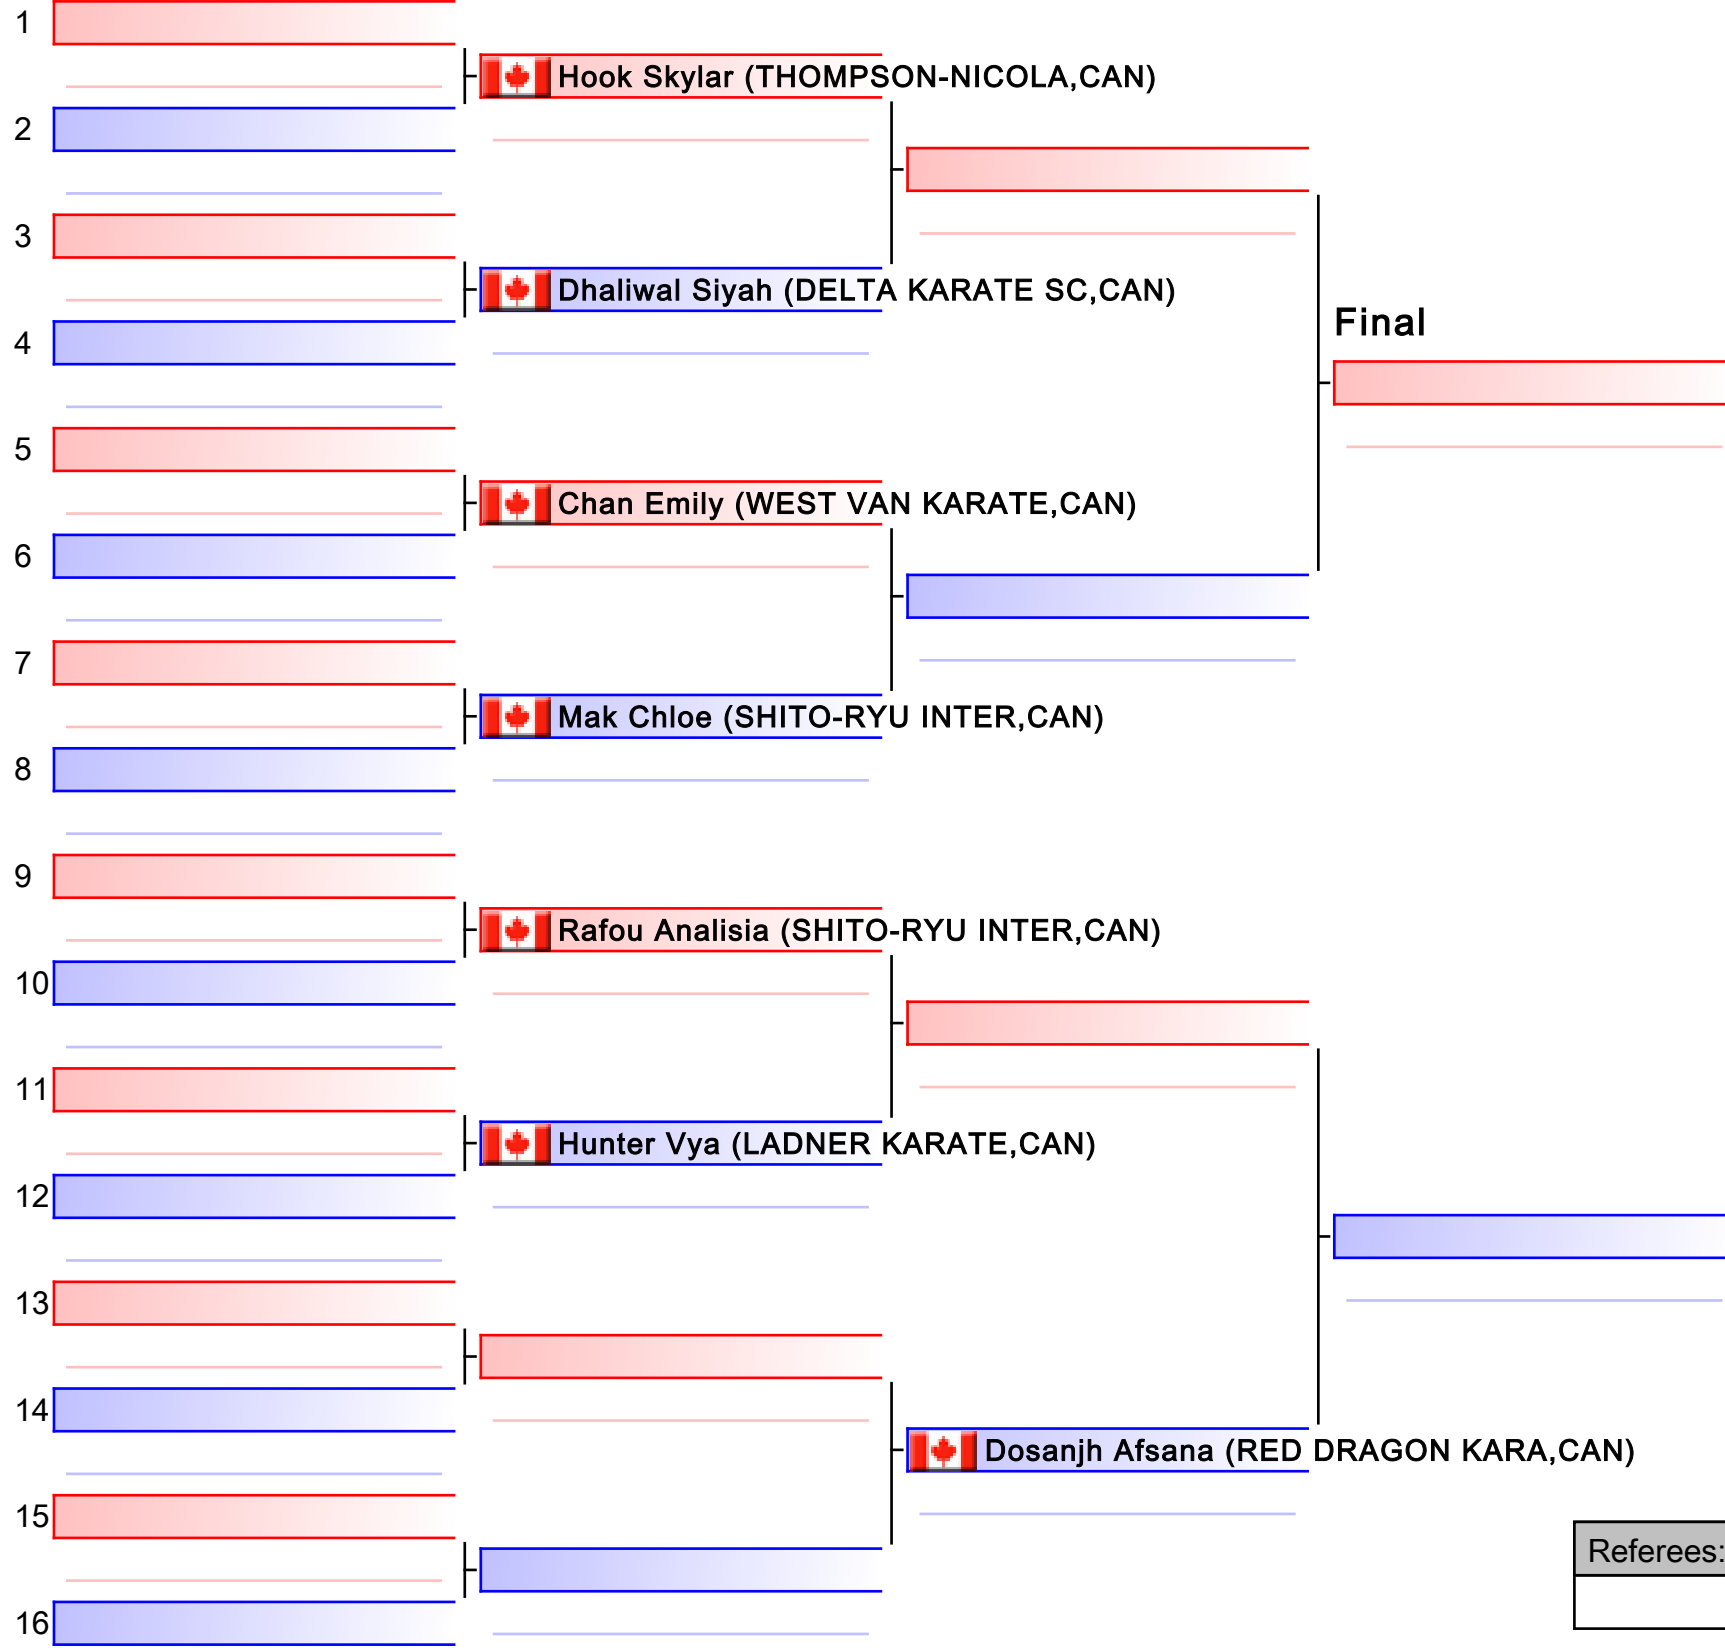 1
Hook Skylar (THOMPSON-NICOLA,CAN)
2
3
Dhaliwal Siyah (DELTA KARATE SC,CAN)
Final
4
5
Chan Emily (WEST VAN KARATE,CAN)
6
7
Mak Chloe (SHITO-RYU INTER,CAN)
8
9
Rafou Analisia (SHITO-RYU INTER,CAN)
10
11
Hunter Vya (LADNER KARATE,CAN)
12
13
14
Dosanjh Afsana (RED DRAGON KARA,CAN)
15
Referees:
16